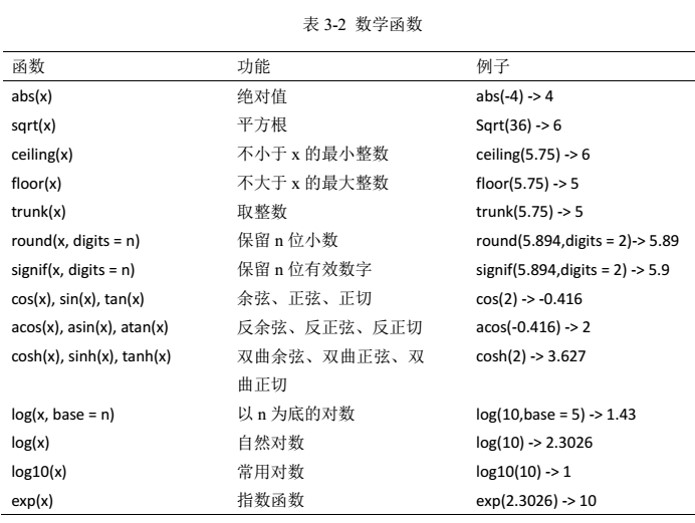 表 3-2 数学函数
函数 功能 例子
abs(x) 绝对值 abs(-4) -> 4
sqrt(x) 平方根 Sqrt(36) -> 6
ceiling(x) 不小于 x 的最小整数 ceiling(5.75) -> 6
floor(x) 不大于 x 的最大整数 floor(5.75) -> 5
trunk(x) 取整数 trunk(5.75) -> 5
round(x, digits = n) 保留 n 位小数 round(5.894,digits = 2)-> 5.89
signif(x, digits = n) 保留 n 位有效数字 signif(5.894,digits = 2) -> 5.9
cos(x), sin(x), tan(x) 余弦、正弦、正切 cos(2) -> -0.416
acos(x), asin(x), atan(x) 反余弦、反正弦、反正切 acos(-0.416) -> 2
cosh(x), sinh(x), tanh(x) 双曲余弦、双曲正弦、双 cosh(2) -> 3.627
曲正切
log(x, base = n) 以 n 为底的对数 log(10,base = 5) -> 1.43
log(x) 自然对数 log(10) -> 2.3026
log10(x) 常用对数 log10(10) -> 1
exp(x) 指数函数 exp(2.3026) -> 10